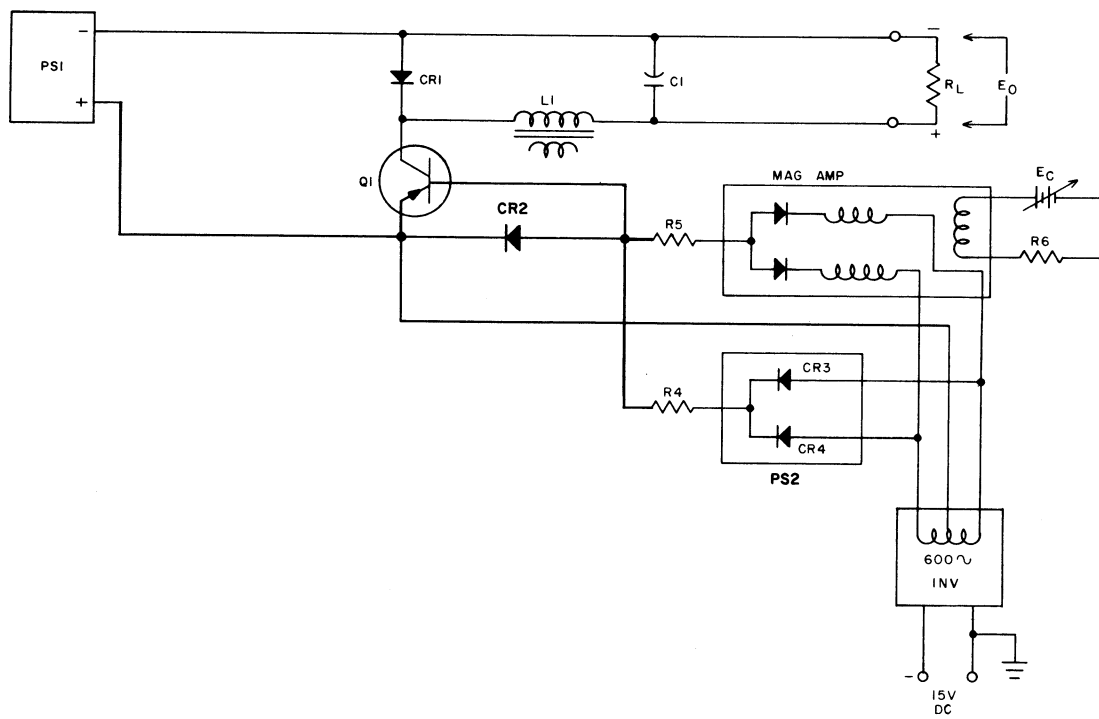 -
PS1
+
CR1
C1
L1
-
RL
EO
+
Q1
CR2
MAG AMP
R5
EC
R6
R4
CR3
CR4
PS2
600~
INV
-
15V
DC